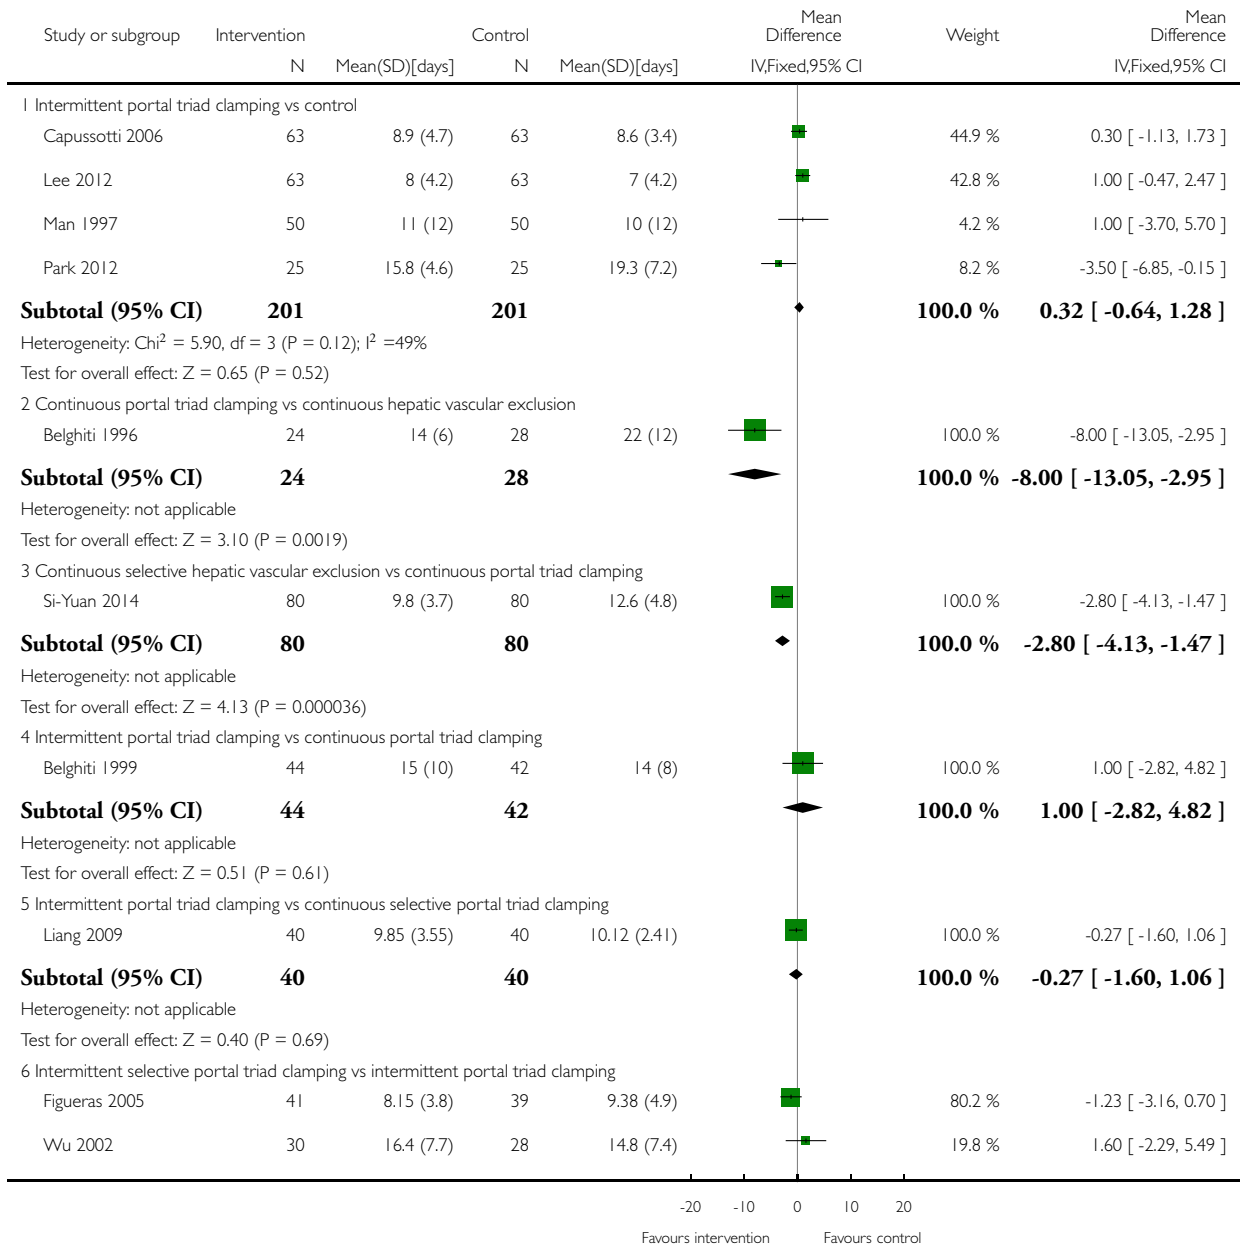 Mean Mean
Study or subgroup Intervention Control Difference Weight Difference
N Mean(SD)[days] N Mean(SD)[days] IV,Fixed,95% CI IV,Fixed,95% CI
1 Intermittent portal triad clamping vs control
Capussotti 2006 63 8.9 (4.7) 63 8.6 (3.4) 44.9 % 0.30 [ -1.13, 1.73 ]
Lee 2012 63 8 (4.2) 63 7 (4.2) 42.8 % 1.00 [ -0.47, 2.47 ]
Man 1997 50 11 (12) 50 10 (12) 4.2 % 1.00 [ -3.70, 5.70 ]
Park 2012 25 15.8 (4.6) 25 19.3 (7.2) 8.2 % -3.50 [ -6.85, -0.15 ]
Subtotal (95% CI) 201 201 100.0 % 0.32 [ -0.64, 1.28 ]
Heterogeneity: Chi² = 5.90, df = 3 (P = 0.12); I² =49%
Test for overall effect: Z = 0.65 (P = 0.52)
2 Continuous portal triad clamping vs continuous hepatic vascular exclusion
Belghiti 1996 24 14 (6) 28 22 (12) 100.0 % -8.00 [ -13.05, -2.95 ]
Subtotal (95% CI) 24 28 100.0 % -8.00 [ -13.05, -2.95 ]
Heterogeneity: not applicable
Test for overall effect: Z = 3.10 (P = 0.0019)
3 Continuous selective hepatic vascular exclusion vs continuous portal triad clamping
Si-Yuan 2014 80 9.8 (3.7) 80 12.6 (4.8) 100.0 % -2.80 [ -4.13, -1.47 ]
Subtotal (95% CI) 80 80 100.0 % -2.80 [ -4.13, -1.47 ]
Heterogeneity: not applicable
Test for overall effect: Z = 4.13 (P = 0.000036)
4 Intermittent portal triad clamping vs continuous portal triad clamping
Belghiti 1999 44 15 (10) 42 14 (8) 100.0 % 1.00 [ -2.82, 4.82 ]
Subtotal (95% CI) 44 42 100.0 % 1.00 [ -2.82, 4.82 ]
Heterogeneity: not applicable
Test for overall effect: Z = 0.51 (P = 0.61)
5 Intermittent portal triad clamping vs continuous selective portal triad clamping
Liang 2009 40 9.85 (3.55) 40 10.12 (2.41) 100.0 % -0.27 [ -1.60, 1.06 ]
Subtotal (95% CI) 40 40 100.0 % -0.27 [ -1.60, 1.06 ]
Heterogeneity: not applicable
Test for overall effect: Z = 0.40 (P = 0.69)
6 Intermittent selective portal triad clamping vs intermittent portal triad clamping
Figueras 2005 41 8.15 (3.8) 39 9.38 (4.9) 80.2 % -1.23 [ -3.16, 0.70 ]
Wu 2002 30 16.4 (7.7) 28 14.8 (7.4) 19.8 % 1.60 [ -2.29, 5.49 ]
-20 -10 0 10 20
Favours intervention Favours control